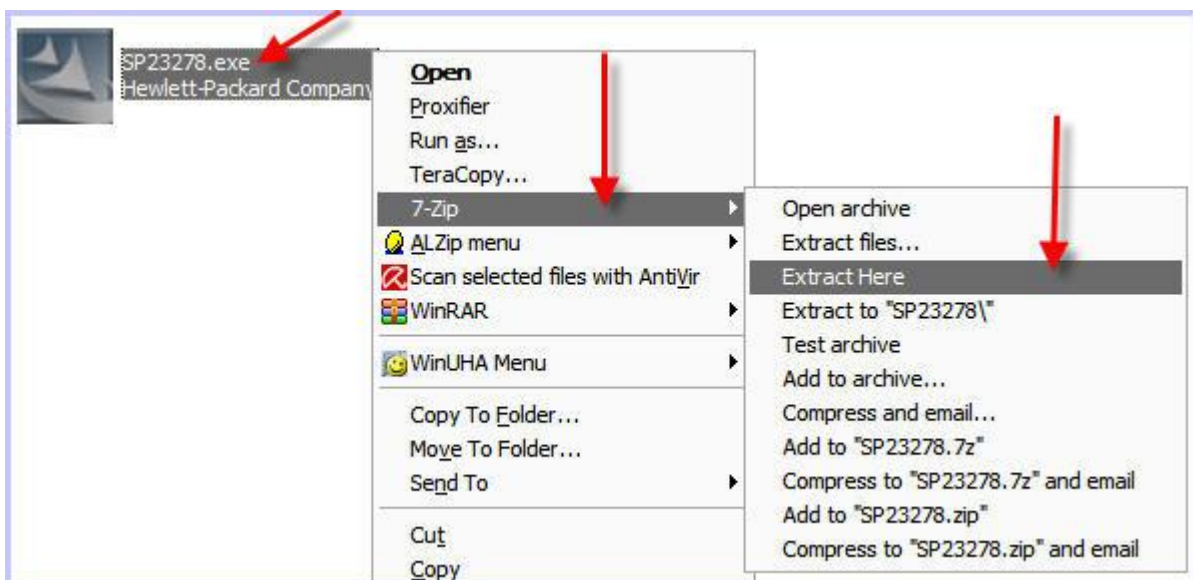 SP23278.exe
Hewlett-Packard Company
Open
Proxifier
Run as...
TeraCopy...
7-Zip
ALZip menu
Scan selected files with AntiVir
WinRAR
WinUHA Menu
Copy To Folder...
Move To Folder...
Send To
Cut
Copy
Open archive
Extract files...
Extract Here
Extract to "SP23278\"
Test archive
Add to archive...
Compress and email...
Add to "SP23278.7z"
Compress to "SP23278.7z" and email
Add to "SP23278.zip"
Compress to "SP23278.zip" and email